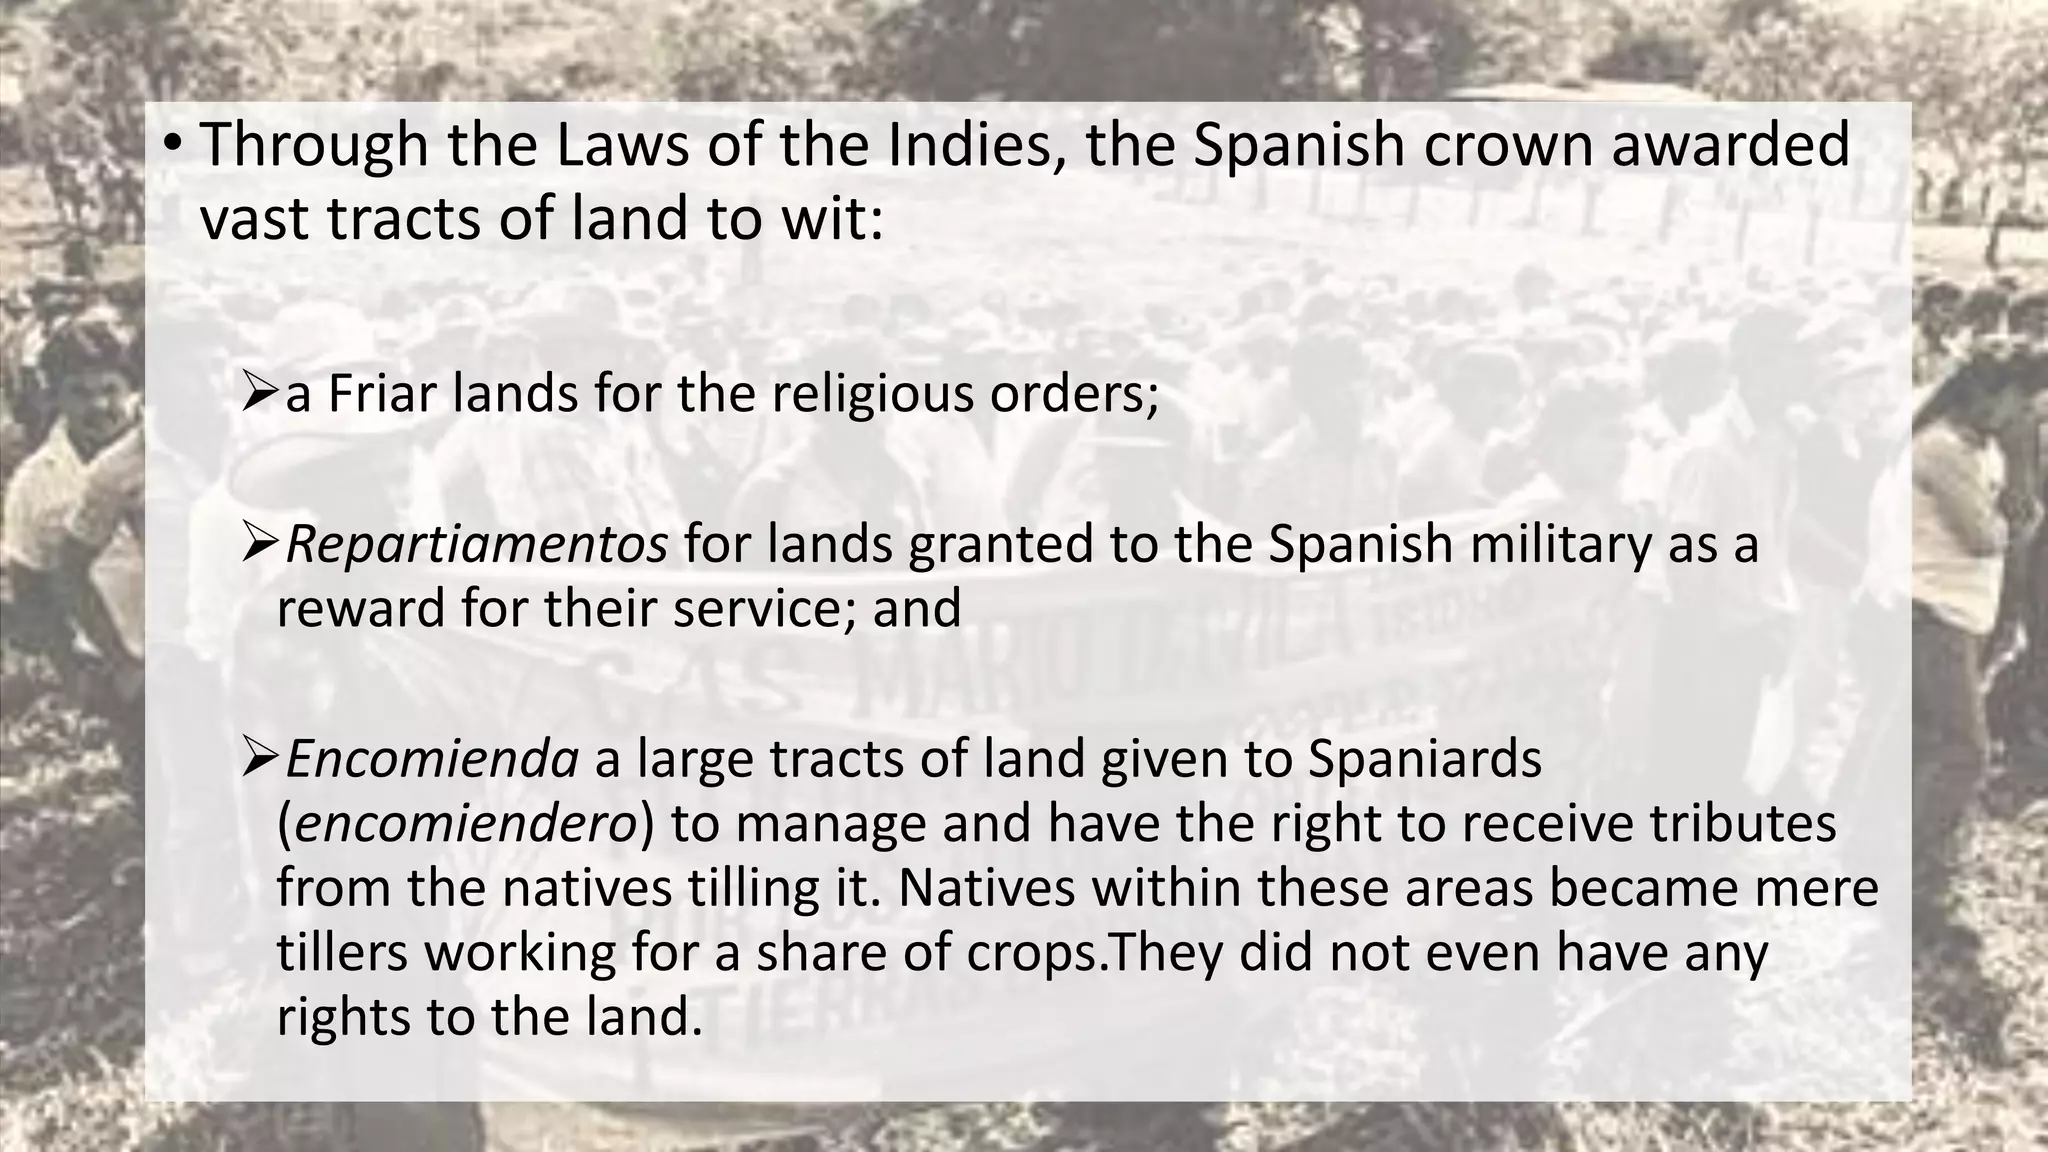 • Through the Laws of the Indies, the Spanish crown awarded
vast tracts of land to wit:
➢a Friar lands for the religious orders;
➢Repartiamentos for lands granted to the Spanish military as a
reward for their service; and
➢Encomienda a large tracts of land given to Spaniards
(encomiendero) to manage and have the right to receive tributes
from the natives tilling it. Natives within these areas became mere
tillers working for a share of crops.They did not even have any
rights to the land.